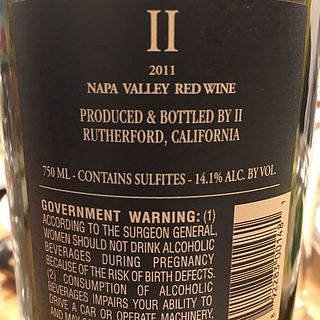 II
2011
NAPA VALLEY RED WINE
PRODUCED & BOTTLED BY II
RUTHERFORD, CALIFORNIA
750 ML - CONTAINS SULFITES - 14.1% ALC. BY VOL.
GOVERNMENT WARNING: (1)
ACCORDING TO THE SURGEON GENERAL,
WOMEN SHOULD NOT DRINK ALCOHOLIC
BEVERAGES DURING PREGNANCY
BECAUSE OF THE RISK OF BIRTH DEFECTS.
(2) CONSUMPTION OF ALCOHOLIC
BEVERAGES IMPAIRS YOUR ABILITY TO
DRIVE A CAR OR OPERATE MACHINERY,
AND MAY